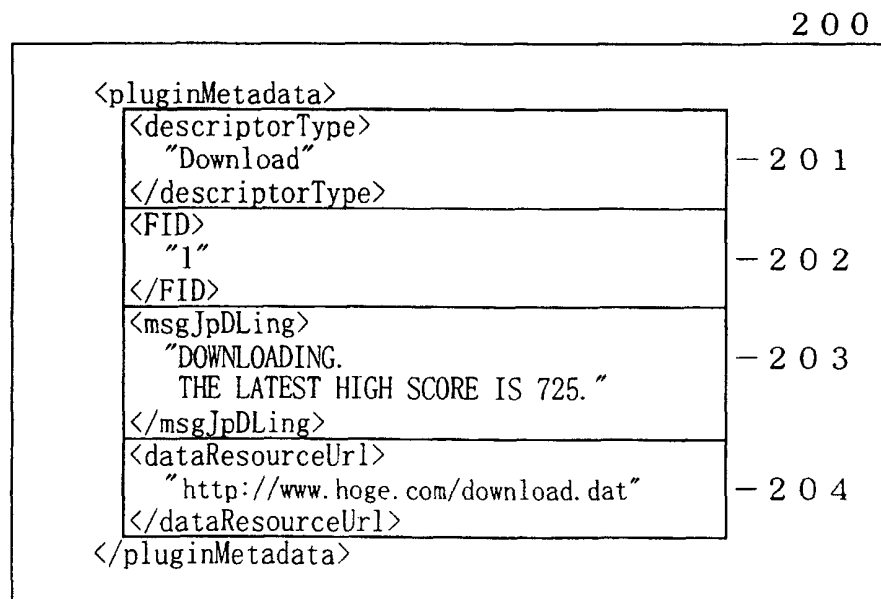 200
<pluginMetadata>
<descriptorType>
"Download" -201
</descriptorType>
<FID>
"1" -202
</FID>
<msgJpDLing>
"DOWNLOADING. -203
THE LATEST HIGH SCORE IS 725."
</msgJpDLing>
<dataResourceUrl>
"http://www.hoge.com/download.dat" -204
</dataResourceUrl>
</pluginMetadata>